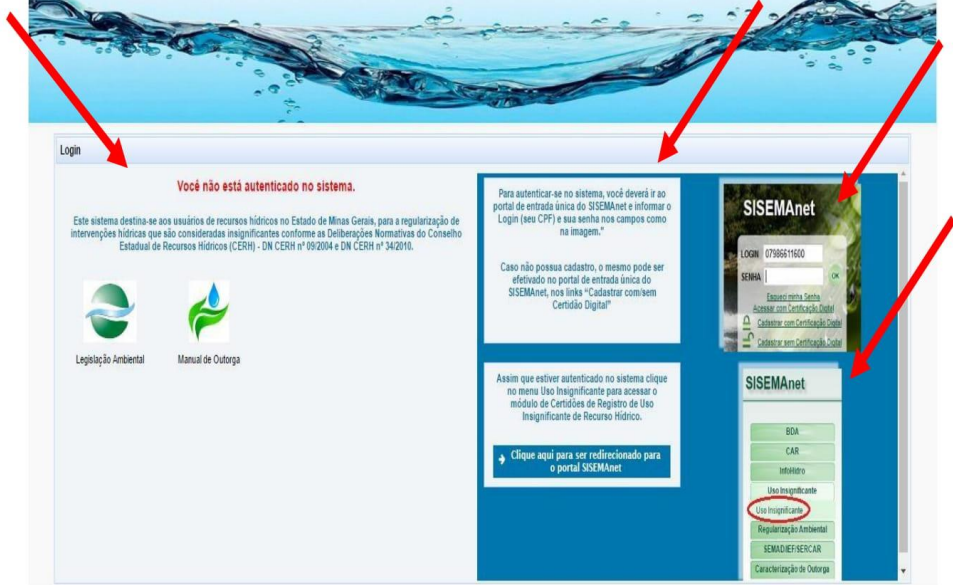 Login
Você não está autenticado no sistema.
Este sistema destina-se aos usuários de recursos hídricos no Estado de Minas Gerais, para a regularização de
intervenções hídricas que são consideradas insignificantes conforme as Deliberações Normativas do Conselho
Estadual de Recursos Hídricos (CERH) - DN CERH nº 09/2004 e DN CERH nº 34/2010.
Legislação Ambiental
Manual de Outorga
Para autenticar-se no sistema, você deverá ir ao
portal de entrada única do SISEMAnet e informar o
Login (seu CPF) e sua senha nos campos como
na imagem."
Caso não possua cadastro, o mesmo pode ser
efetivado no portal de entrada única do
SISEMAnet, nos links "Cadastrar com/sem
Certidão Digital"
SISEMAnet
LOGIN 07986611600
SENHA OK
Esqueci minha Senha
Acessar com Certificação Digital
Cadastrar com Certificação Digital
Cadastrar sem Certificação Digital
Assim que estiver autenticado no sistema clique
no menu Uso Insignificante para acessar o
módulo de Certidões de Registro de Uso
Insignificante de Recurso Hídrico.
Clique aqui para ser redirecionado para
o portal SISEMAnet
SISEMAnet
BDA
CAR
InfoHidro
Uso Insignificante
Uso Insignificante
Regularização Ambiental
SEMADIEF/SERCAR
Caracterização de Outorga